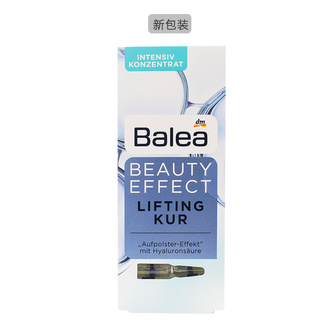 新包装
INTENSIV
KONZENTRAT
dm
Balea
BEAUTY
EFFECT
LIFTING
KUR
„Aufpolster-Effekt“
mit Hyaluronsäure